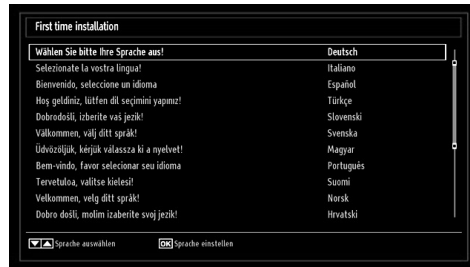 First time installation
Wählen Sie bitte Ihre Sprache aus! Deutsch
Selezionate la vostra lingua! Italiano
Bienvenido, seleccione un idioma Español
Hoş geldiniz, lütfen dil seçimini yapınız! Türkçe
Dobrodošli, izberite vaš jezik! Slovenski
Välkommen, välj ditt språk! Svenska
Üdvözöljük, kérjük válassza ki a nyelvet! Magyar
Bem-vindo, favor selecionar seu idioma Português
Tervetuloa, valitse kielesi! Suomi
Velkommen, velg ditt språk! Norsk
Dobro došli, molim izaberite svoj jezik! Hrvatski
Sprache auswählen OK Sprache einstellen